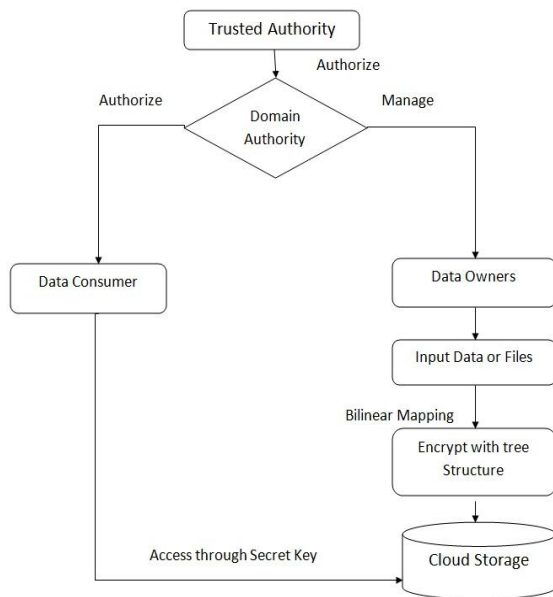 Trusted Authority
Authorize
Authorize
Manage
Domain
Authority
Data Consumer
Data Owners
Input Data or Files
Bilinear Mapping
Encrypt with tree
Structure
Access through Secret Key
Cloud Storage